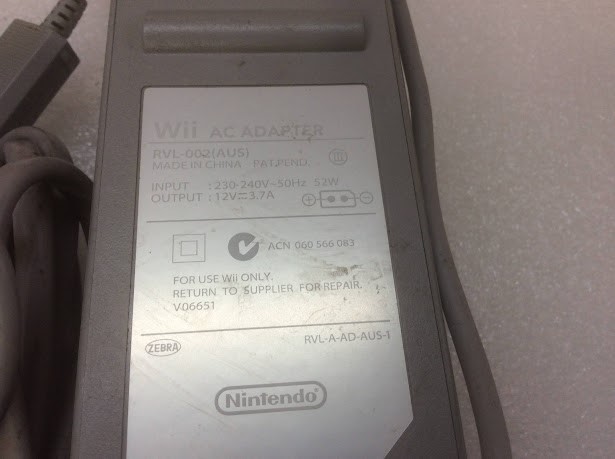 Wii AC ADAPTER
RVL-002(AUS)
MADE IN CHINA PAT.PEND.
INPUT : 230-240V~50Hz 52W
OUTPUT : 12V⎓3.7A
ACN 060 566 083
FOR USE Wii ONLY.
RETURN TO SUPPLIER FOR REPAIR.
V06651
ZEBRA RVL-A-AD-AUS-1
Nintendo